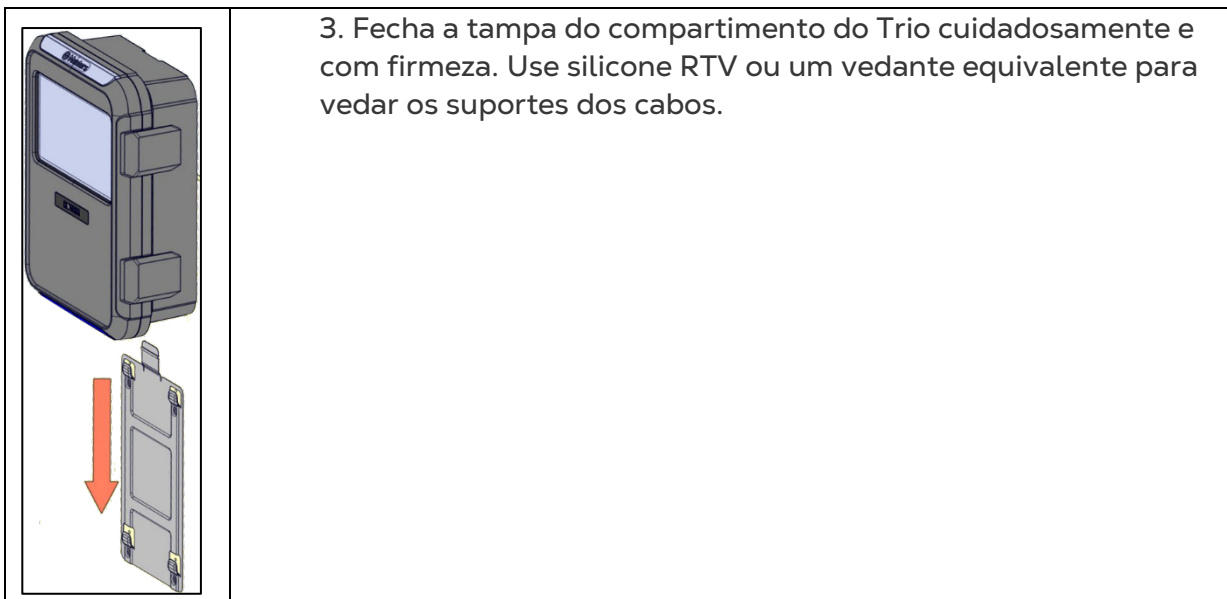 3. Fecha a tampa do compartimento do Trio cuidadosamente e
com firmeza. Use silicone RTV ou um vedante equivalente para
vedar os suportes dos cabos.